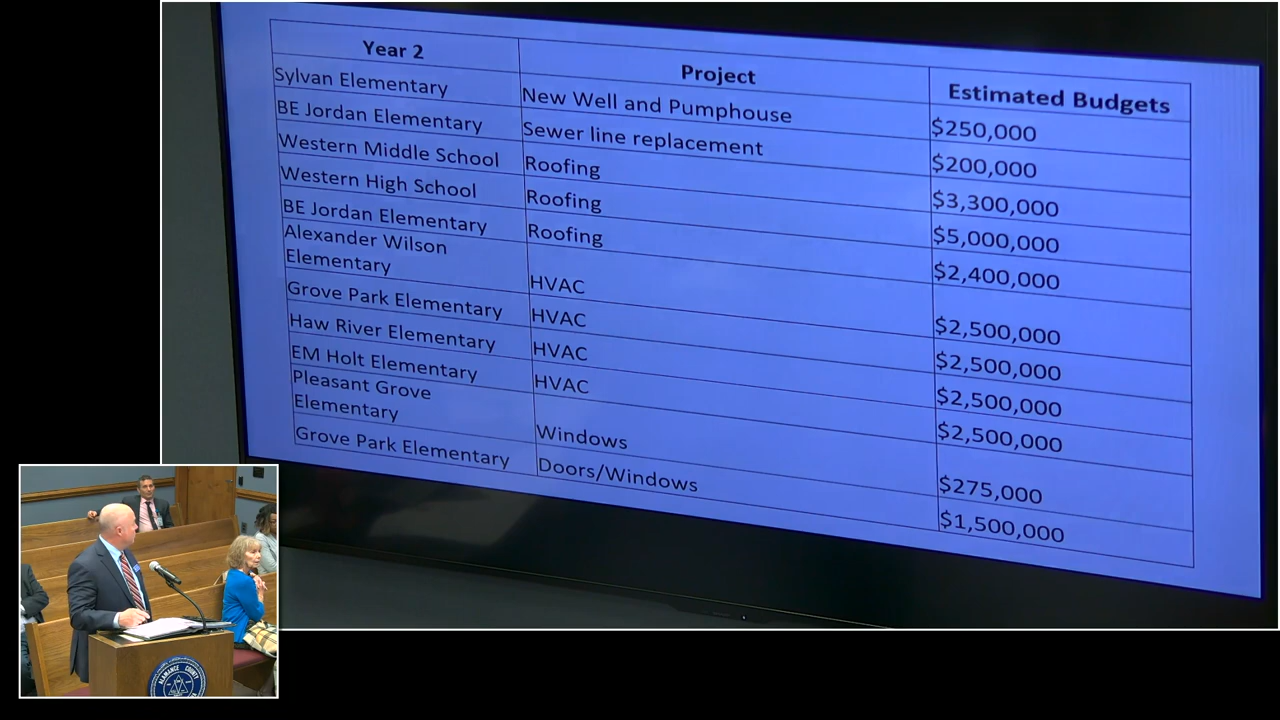 Year 2 Project Estimated Budgets
Sylvan Elementary New Well and Pumphouse $250,000
BE Jordan Elementary Sewer line replacement $200,000
Western Middle School Roofing $3,300,000
Western High School Roofing $5,000,000
BE Jordan Elementary Roofing $2,400,000
Alexander Wilson
Elementary HVAC $2,500,000
Grove Park Elementary HVAC $2,500,000
Haw River Elementary HVAC $2,500,000
EM Holt Elementary HVAC $2,500,000
Pleasant Grove
Elementary Windows $275,000
Grove Park Elementary Doors/Windows $1,500,000
ALAMANCE COUNTY